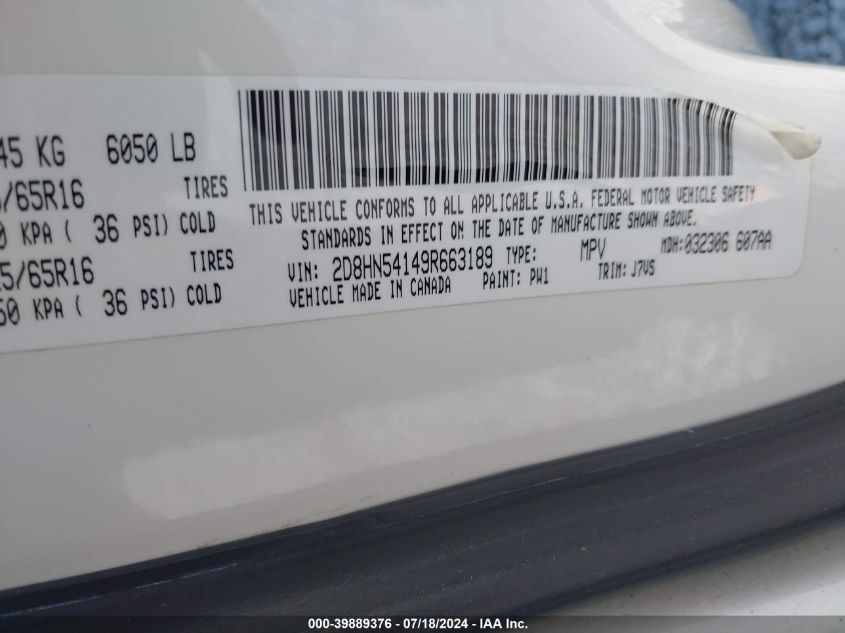 45 KG 6050 LB
/65R16 TIRES
0 KPA ( 36 PSI) COLD
5/65R16 TIRES
50 KPA ( 36 PSI) COLD
THIS VEHICLE CONFORMS TO ALL APPLICABLE U.S.A. FEDERAL MOTOR VEHICLE SAFETY
STANDARDS IN EFFECT ON THE DATE OF MANUFACTURE SHOWN ABOVE.
VIN: 2D8HN54149R663189 TYPE: MPV MDH:032306 607AA
VEHICLE MADE IN CANADA PAINT: PW1 TRIM: J7VS
000-39889376 / 07/18/2024 - IAA Inc.